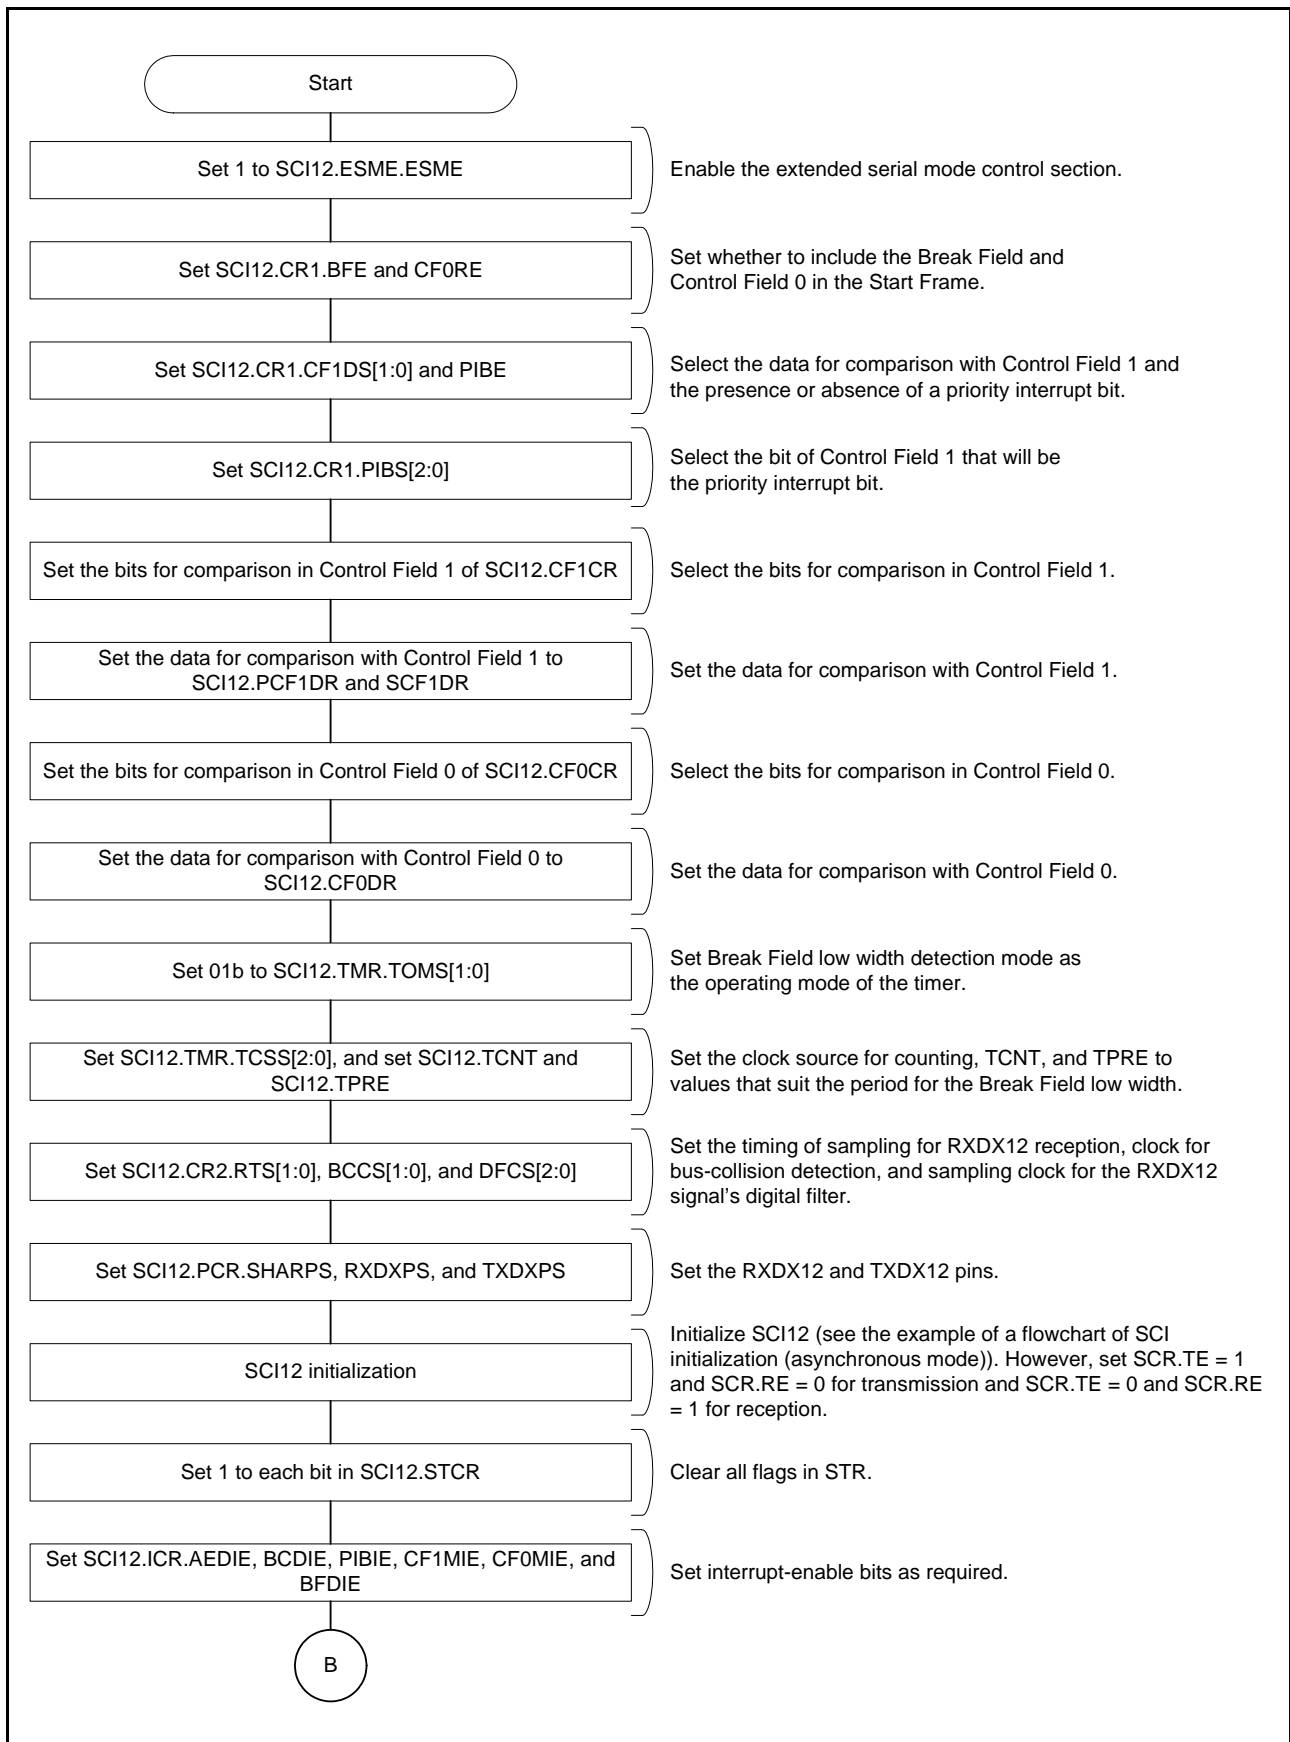 Start
Set 1 to SCI12.ESME.ESME
Enable the extended serial mode control section.
Set SCI12.CR1.BFE and CF0RE
Set whether to include the Break Field and
Control Field 0 in the Start Frame.
Set SCI12.CR1.CF1DS[1:0] and PIBE
Select the data for comparison with Control Field 1 and
the presence or absence of a priority interrupt bit.
Set SCI12.CR1.PIBS[2:0]
Select the bit of Control Field 1 that will be
the priority interrupt bit.
Set the bits for comparison in Control Field 1 of SCI12.CF1CR
Select the bits for comparison in Control Field 1.
Set the data for comparison with Control Field 1 to
SCI12.PCF1DR and SCF1DR
Set the data for comparison with Control Field 1.
Set the bits for comparison in Control Field 0 of SCI12.CF0CR
Select the bits for comparison in Control Field 0.
Set the data for comparison with Control Field 0 to
SCI12.CF0DR
Set the data for comparison with Control Field 0.
Set 01b to SCI12.TMR.TOMS[1:0]
Set Break Field low width detection mode as
the operating mode of the timer.
Set SCI12.TMR.TCSS[2:0], and set SCI12.TCNT and
SCI12.TPRE
Set the clock source for counting, TCNT, and TPRE to
values that suit the period for the Break Field low width.
Set SCI12.CR2.RTS[1:0], BCCS[1:0], and DFCS[2:0]
Set the timing of sampling for RXDX12 reception, clock for
bus-collision detection, and sampling clock for the RXDX12
signal's digital filter.
Set SCI12.PCR.SHARPS, RXDXPS, and TXDXPS
Set the RXDX12 and TXDX12 pins.
SCI12 initialization
Initialize SCI12 (see the example of a flowchart of SCI
initialization (asynchronous mode)). However, set SCR.TE = 1
and SCR.RE = 0 for transmission and SCR.TE = 0 and SCR.RE
= 1 for reception.
Set 1 to each bit in SCI12.STCR
Clear all flags in STR.
Set SCI12.ICR.AEDIE, BCDIE, PIBIE, CF1MIE, CF0MIE, and
BFDIE
Set interrupt-enable bits as required.
B